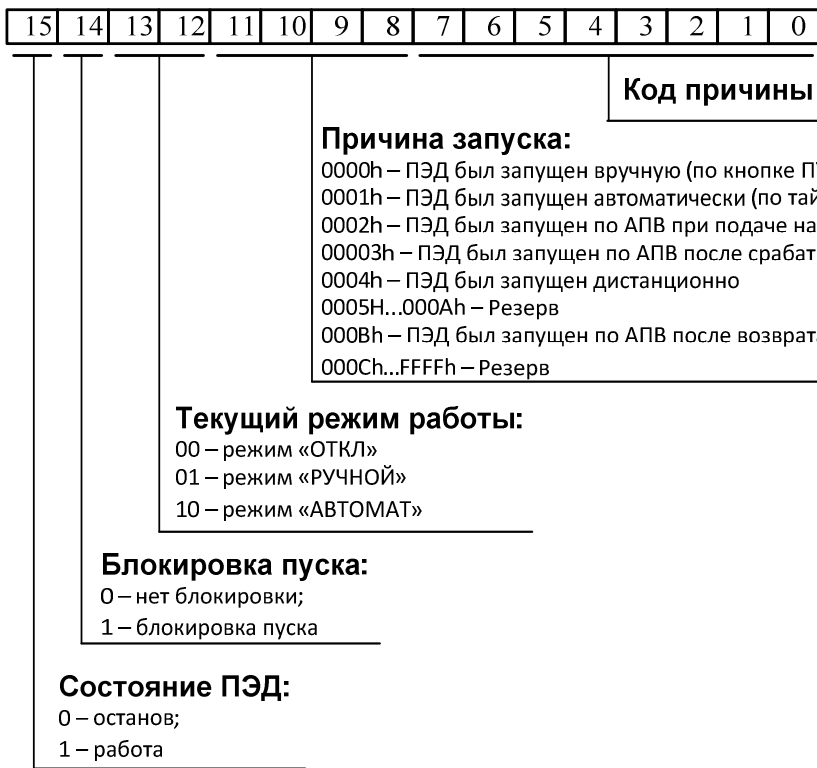 15 14 13 12 11 10 9 8 7 6 5 4 3 2 1 0
Код причины
Причина запуска:
0000h – ПЭД был запущен вручную (по кнопке
0001h – ПЭД был запущен автоматически (по
0002h – ПЭД был запущен по АПВ при подаче
00003h – ПЭД был запущен по АПВ после
0004h – ПЭД был запущен дистанционно
0005H...000Ah – Резерв
000Bh – ПЭД был запущен по АПВ после
000Ch...FFFFh – Резерв
Текущий режим работы:
00 – режим «ОТКЛ»
01 – режим «РУЧНОЙ»
10 – режим «АВТОМАТ»
Блокировка пуска:
0 – нет блокировки;
1 – блокировка пуска
Состояние ПЭД:
0 – останов;
1 – работа